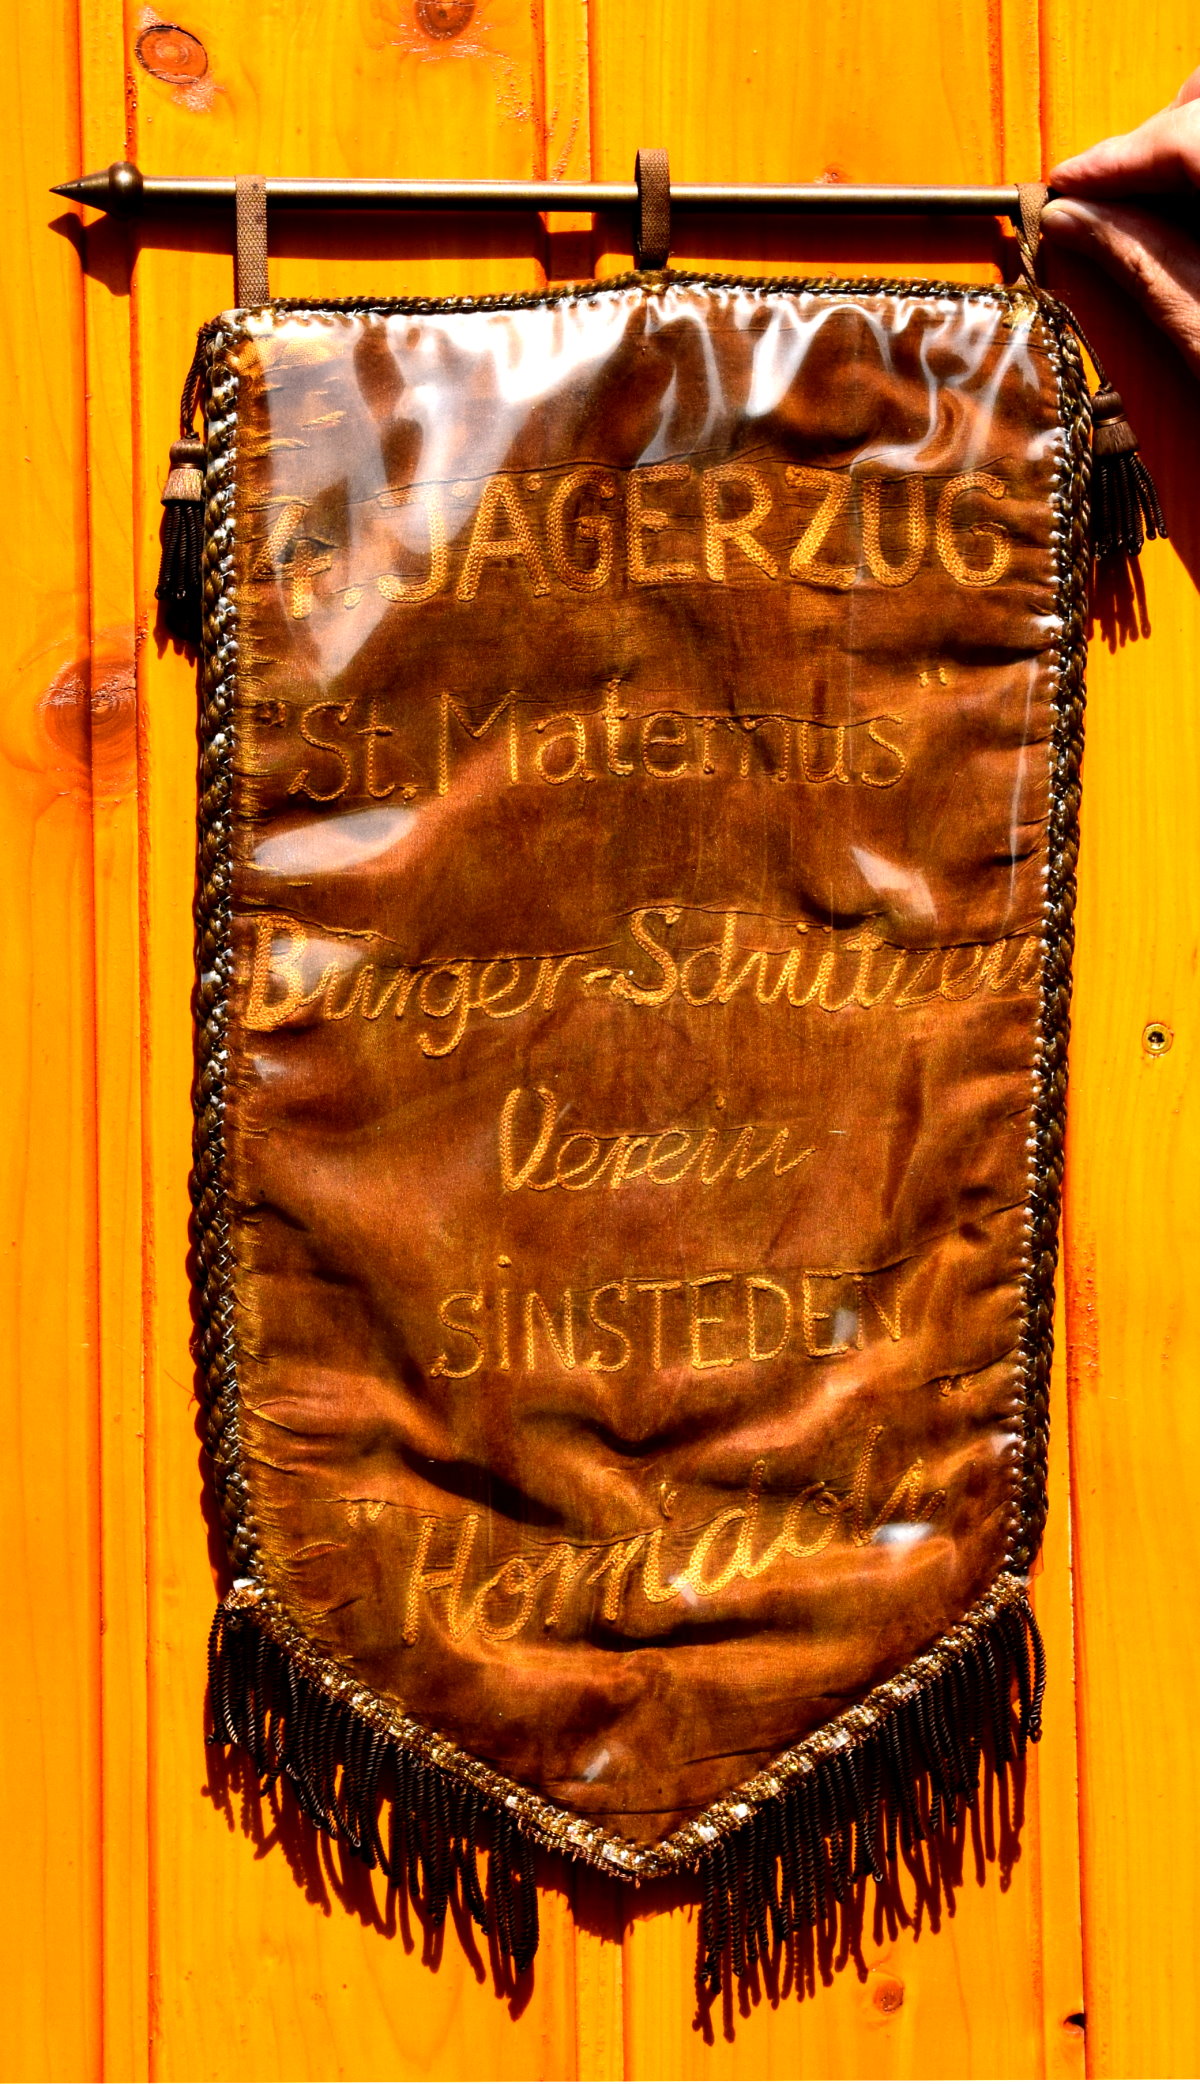 4. JÄGERZUG
"St. Maternus"
Bürger-Schützen
Verein
SiNSTEDEN
"Horridoh"